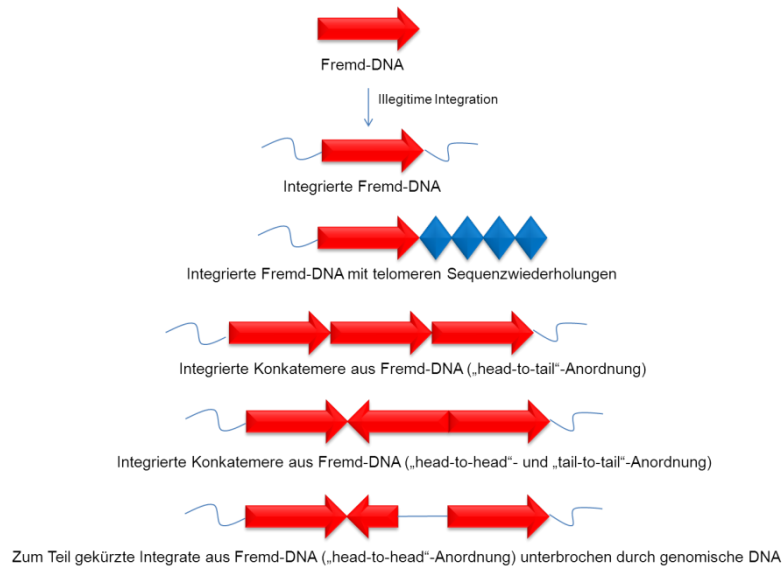 Fremd-DNA
Illegitime Integration
Integrierte Fremd-DNA
Integrierte Fremd-DNA mit telomeren Sequenzwiederholungen
Integrierte Konkatemere aus Fremd-DNA („head-to-tail“-Anordnung)
Integrierte Konkatemere aus Fremd-DNA („head-to-head“- und „tail-to-tail“-Anordnung)
Zum Teil gekürzte Integrate aus Fremd-DNA („head-to-head“-Anordnung) unterbrochen durch genomische DNA